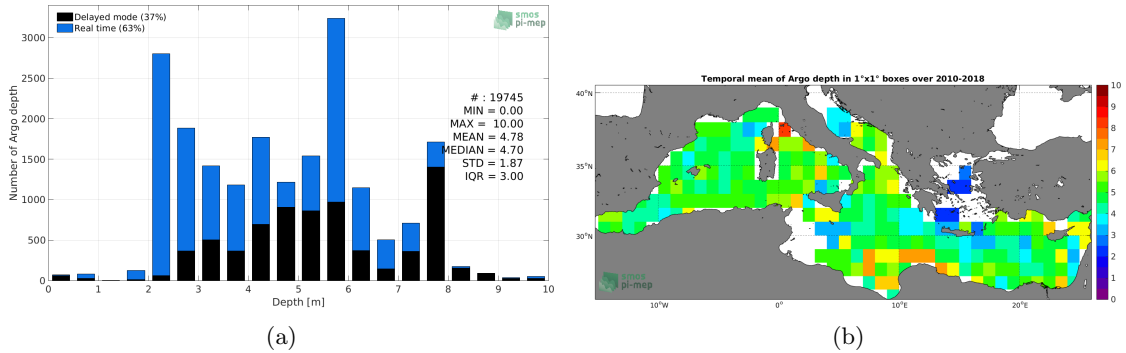 Delayed mode (37%)
Real time (63%)
smos
pi-mep
3000
2500
2000
1500
1000
500
0
Number of Argo depth
# : 19745
MIN = 0.00
MAX = 10.00
MEAN = 4.78
MEDIAN = 4.70
STD = 1.87
IQR = 3.00
0 1 2 3 4 5 6 7 8 9 10
Depth [m]
(a)
Temporal mean of Argo depth in 1°x1° boxes over 2010-2018
40°N
35°N
30°N
smos
pi-mep
10°W 0° 10°E 20°E
10
9
8
7
6
5
4
3
2
1
0
(b)